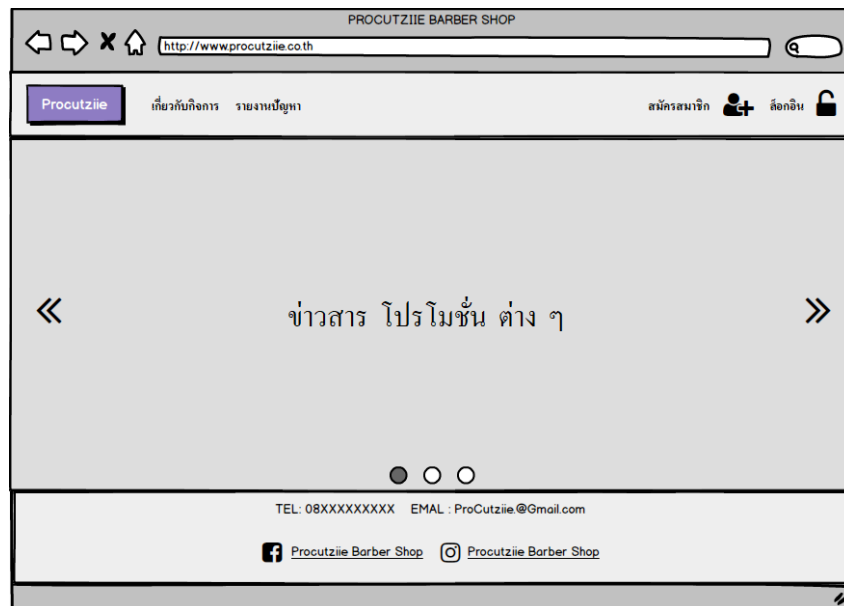 PROCUTZIIE BARBER SHOP
http://www.procutziie.co.th
Procutziie เกี่ยวกับกิจการ รายงานปัญหา สมัครสมาชิก ล็อกอิน
ข่าวสาร โปรโมชั่น ต่าง ๆ
TEL: 08XXXXXXXXX EMAL : ProCutziie.@Gmail.com
Procutziie Barber Shop Procutziie Barber Shop